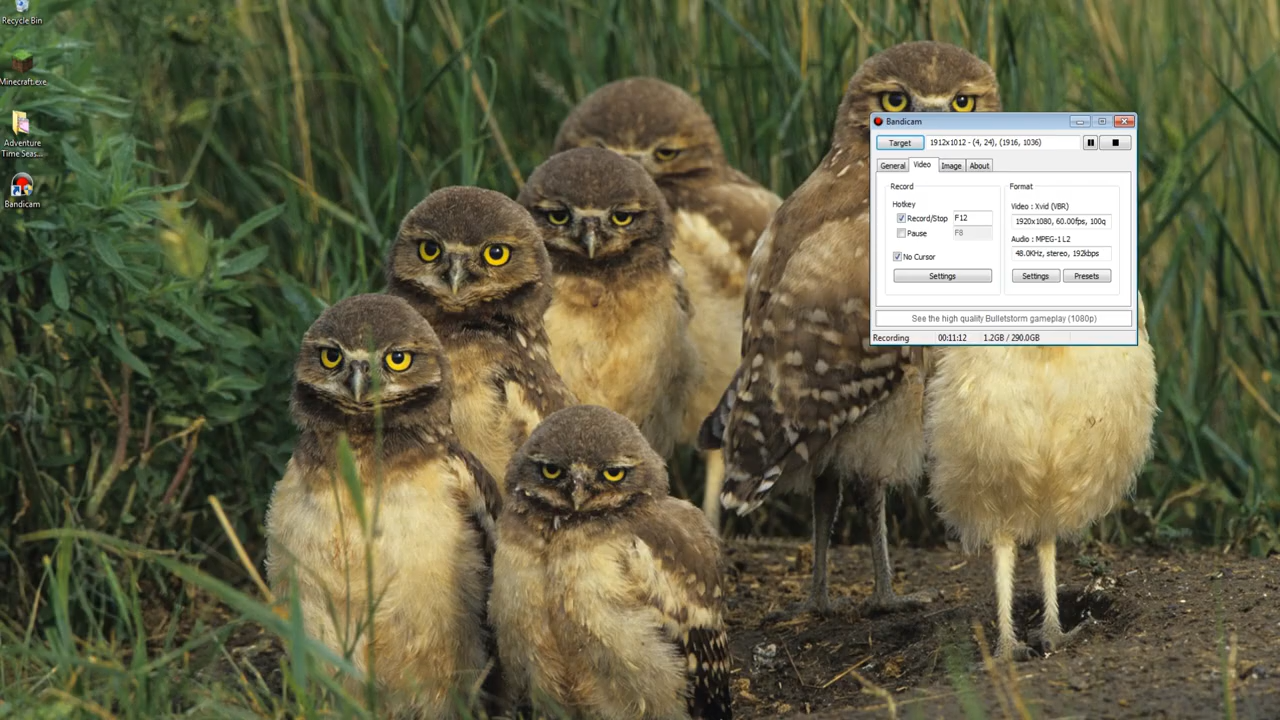 Recycle Bin
Minecraft.exe
Adventure
Time Seas...
Bandicam
Bandicam
Target 1912x1012 - (4, 24), (1916, 1036)
General Video Image About
Record
Hotkey
Record/Stop F12
Pause F8
No Cursor
Settings
Format
Video : Xvid (VBR)
1920x1080, 60.00fps, 100q
Audio : MPEG-1 L2
48.0KHz, stereo, 192kbps
Settings Presets
See the high quality Bulletstorm gameplay (1080p)
Recording 00:11:12 1.2GB / 290.0GB